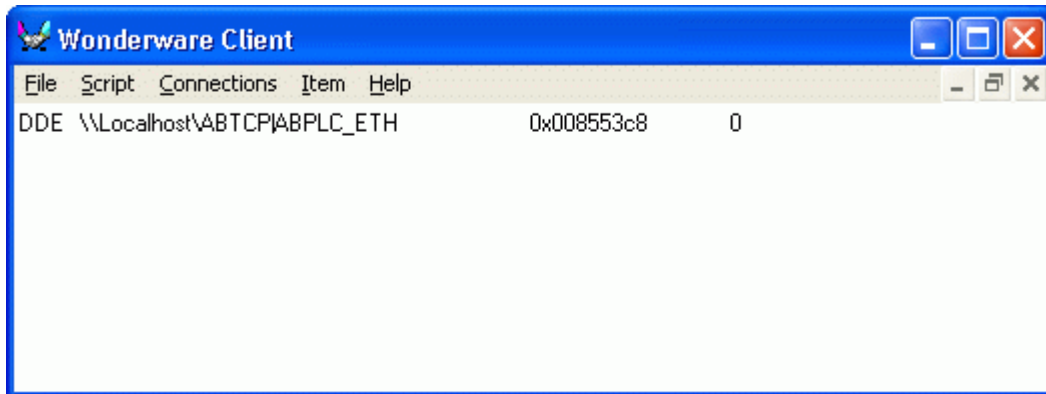 Wonderware Client
File Script Connections Item Help
DDE \\Localhost\ABTCP|ABPLC_ETH 0x008553c8 0